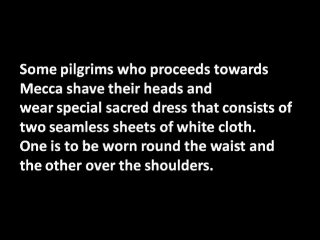 Some pilgrims who proceeds towards
Mecca shave their heads and
wear special sacred dress that consists of
two seamless sheets of white cloth.
One is to be worn round the waist and
the other over the shoulders.